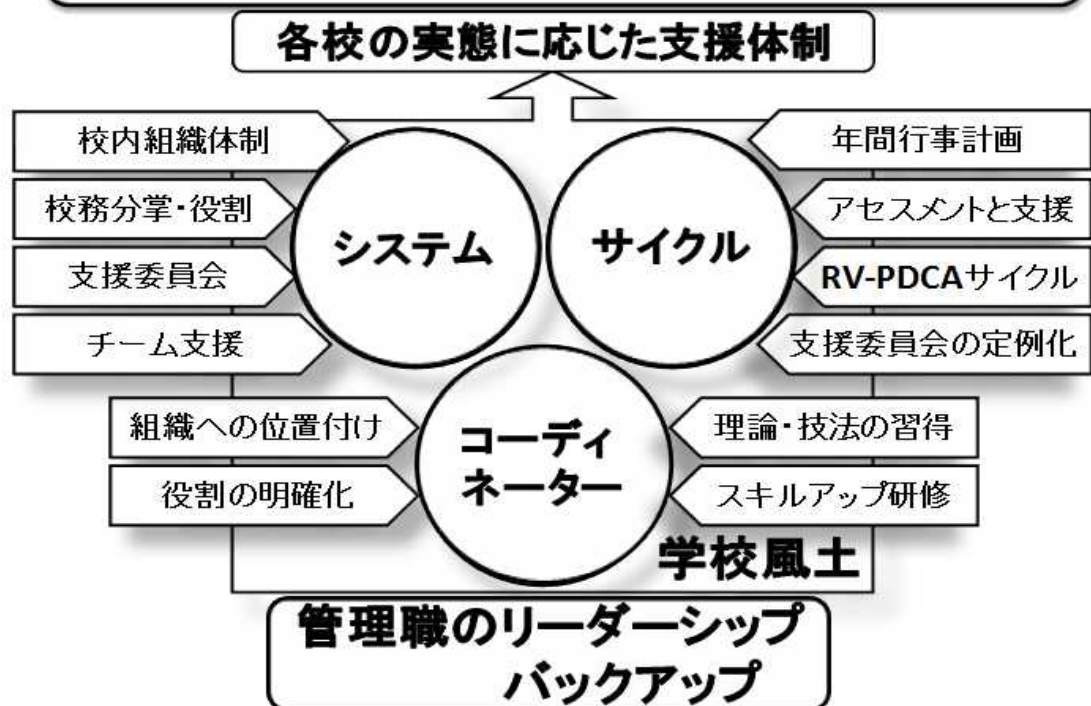 各校の実態に応じた支援体制
校内組織体制
校務分掌・役割
支援委員会
チーム支援
システム
サイクル
年間行事計画
アセスメントと支援
RV-PDCAサイクル
支援委員会の定例化
組織への位置付け
役割の明確化
コーディ
ネーター
理論・技法の習得
スキルアップ研修
学校風土
管理職のリーダーシップ
バックアップ